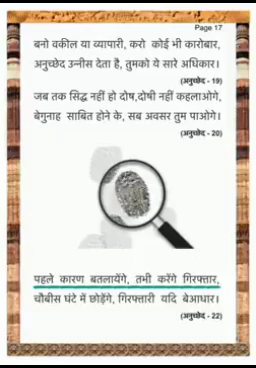 Page 17
बनो वकील या व्यापारी, करो कोई भी कारोबार,
अनुच्छेद उन्नीस देता है, तुमको ये सारे अधिकार।
(अनुच्छेद - 19)
जब तक सिद्ध नहीं हो दोष,दोषी नहीं कहलाओगे,
बेगुनाह साबित होने के, सब अवसर तुम पाओगे।
(अनुच्छेद - 20)
पहले कारण बतलायेंगे, तभी करेंगे गिरफ्तार,
चौबीस घंटे में छोड़ेंगे, गिरफ्तारी यदि बेआधार।
(अनुच्छेद - 22)